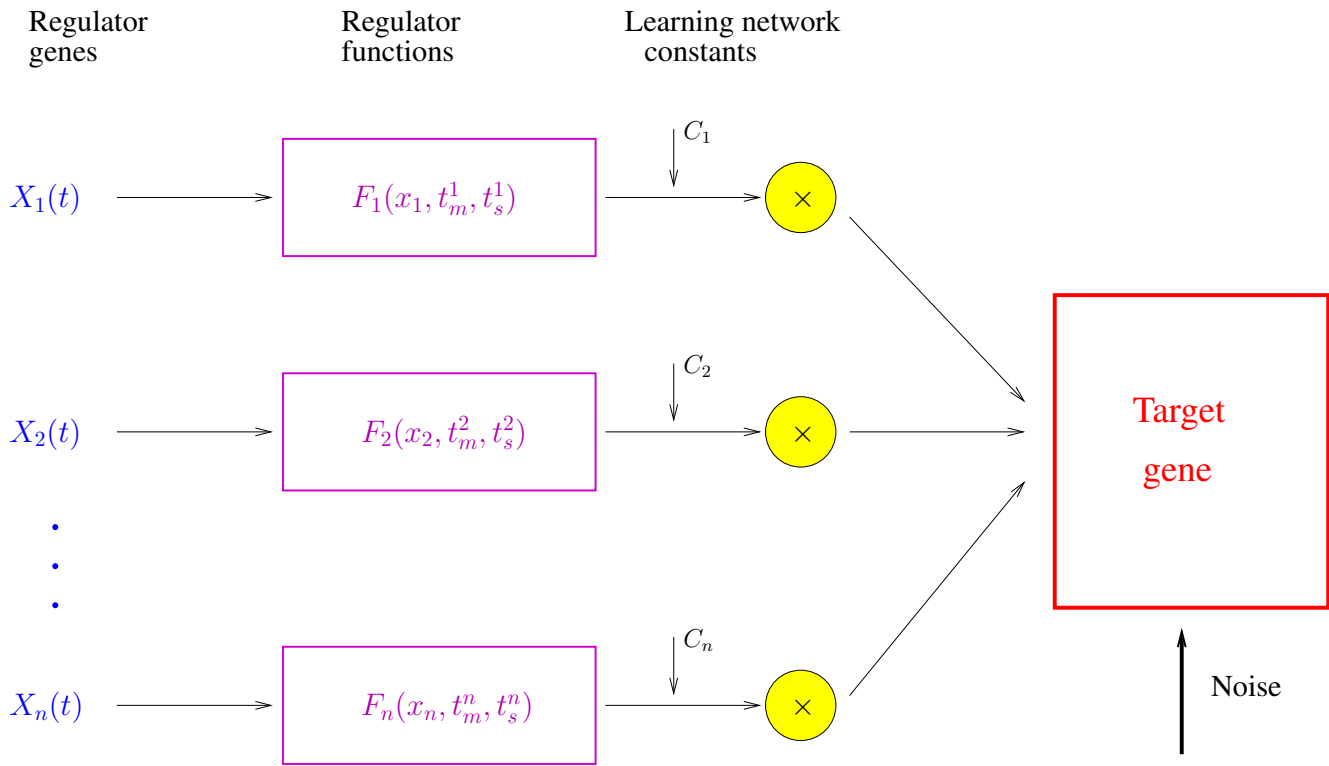 Regulator
genes
Regulator
functions
Learning network
constants
C₁
X₁(t)
F₁(x₁, t¹ₘ, t¹ₛ)
×
C₂
X₂(t)
F₂(x₂, t²ₘ, t²ₛ)
×
Target
gene
Cₙ
Xₙ(t)
Fₙ(xₙ, tⁿₘ, tⁿₛ)
×
Noise